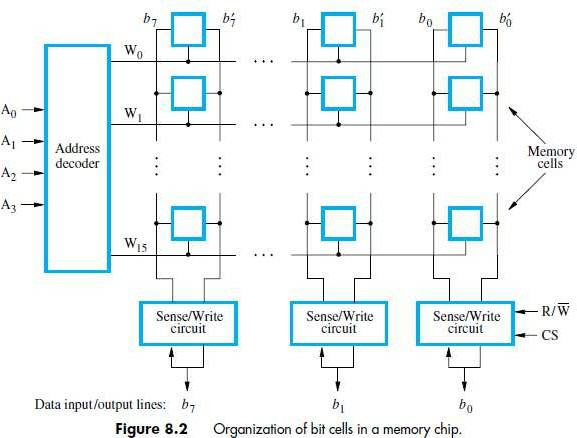 b7 b′7 b1 b′1 b0 b′0
W0
...
A0
W1
...
A1
Address
decoder
Memory
cells
A2
A3
W15
...
Sense/Write
circuit
Sense/Write
circuit
Sense/Write
circuit
R/W̅
CS
Data input/output lines: b7 b1 b0
Figure 8.2 Organization of bit cells in a memory chip.